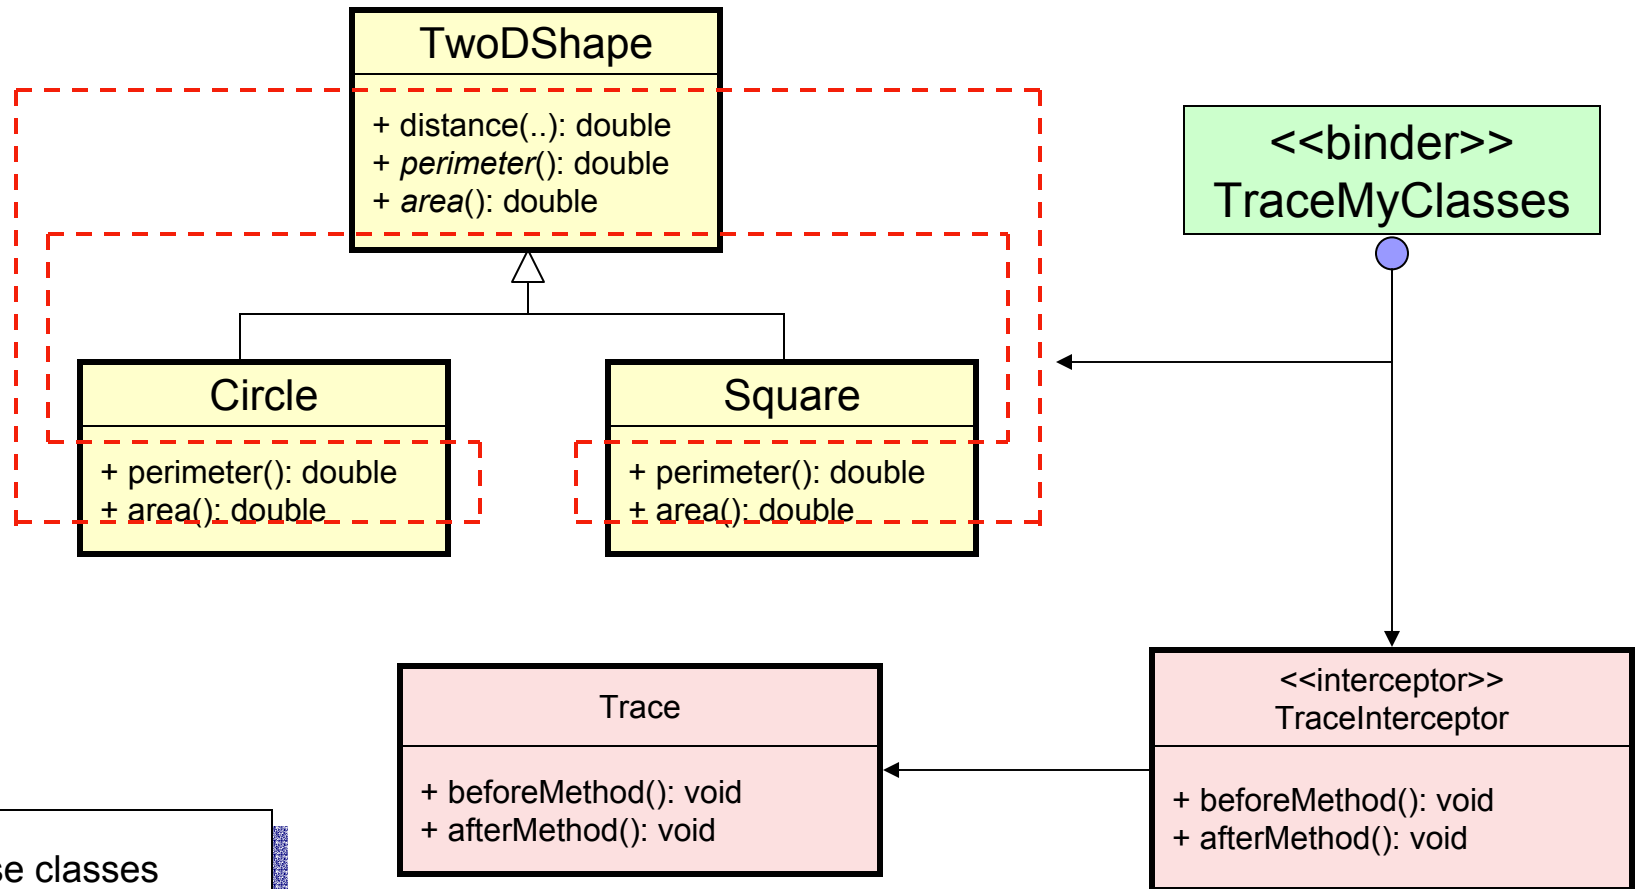 TwoDShape
+ distance(..): double
+ perimeter(): double
+ area(): double
<<binder>>
TraceMyClasses
Circle
+ perimeter(): double
+ area(): double
Square
+ perimeter(): double
+ area(): double
Trace
+ beforeMethod(): void
+ afterMethod(): void
<<interceptor>>
TraceInterceptor
+ beforeMethod(): void
+ afterMethod(): void
classes